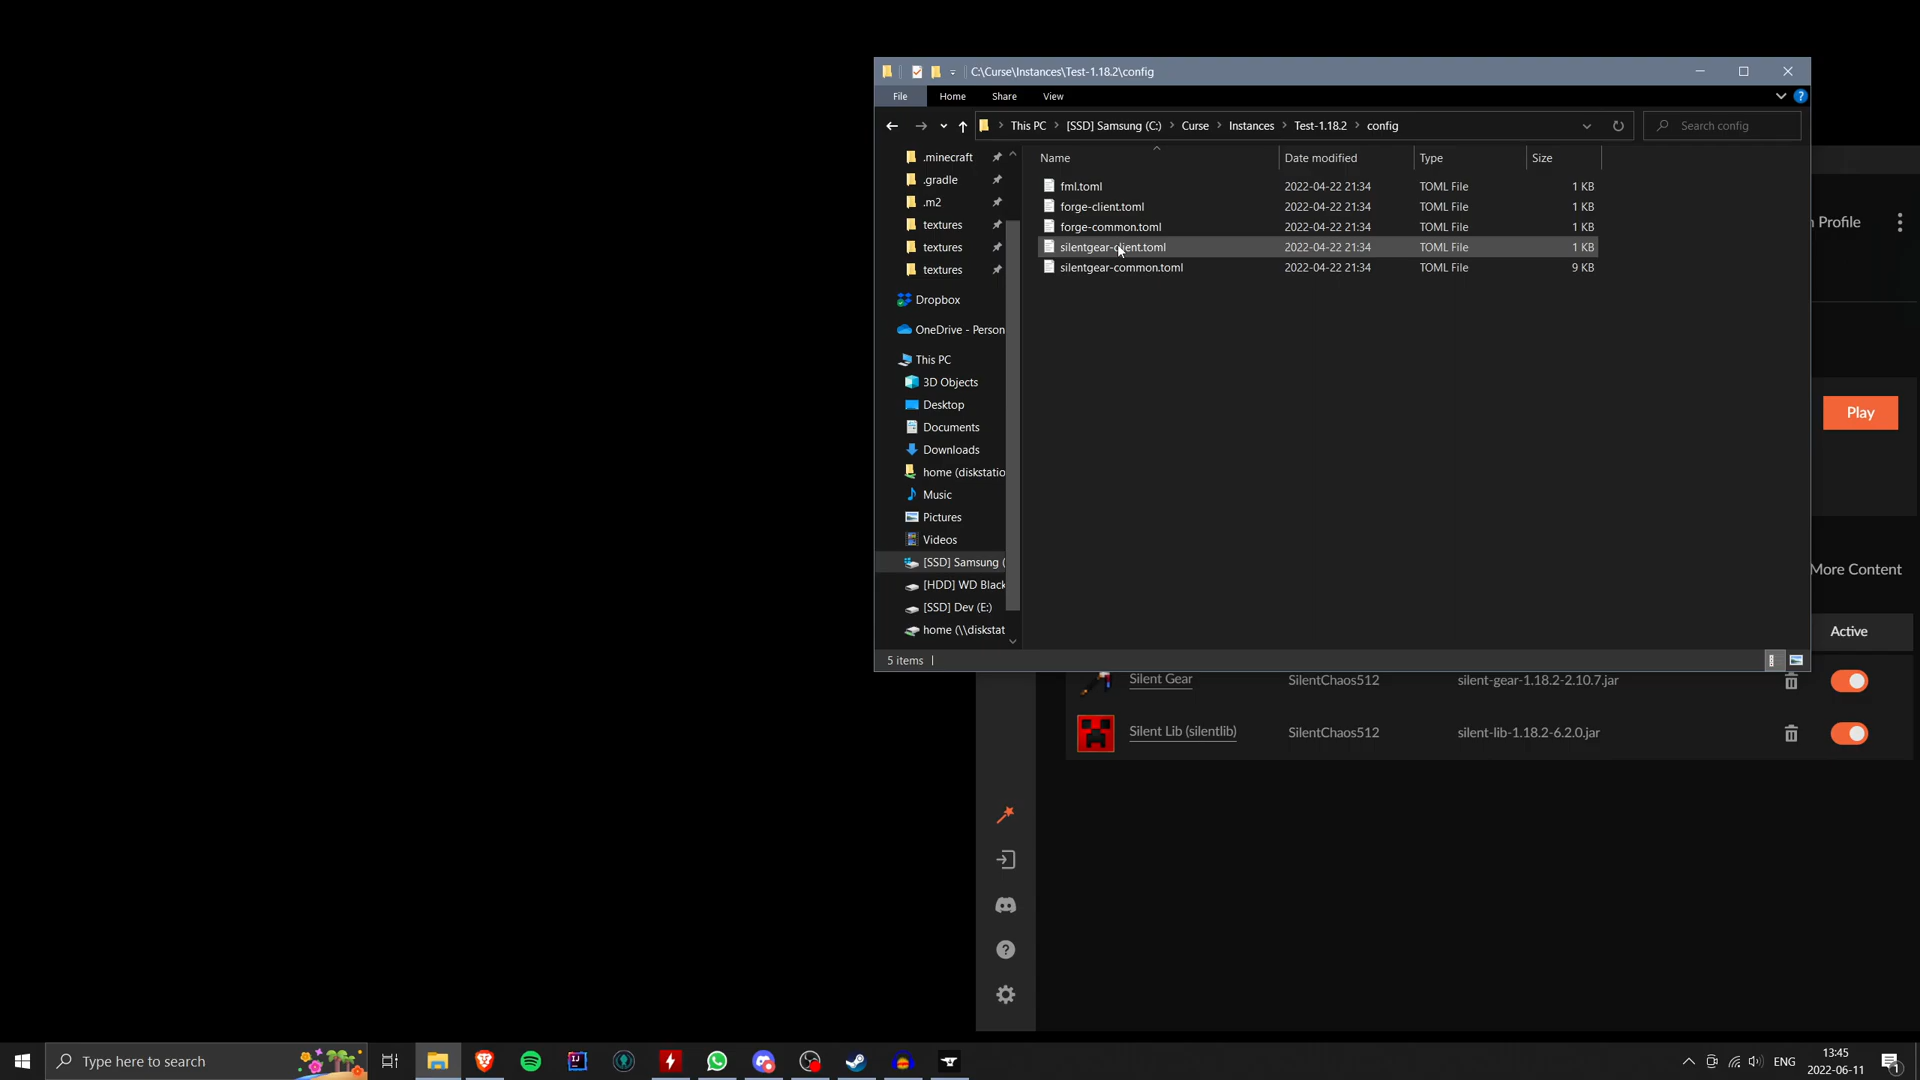 C:\Curse\Instances\Test-1.18.2\config
File Home Share View
This PC [SSD] Samsung (C:) Curse Instances Test-1.18.2 config
Search config
.minecraft
.gradle
.m2
textures
textures
textures
Dropbox
OneDrive - Person
This PC
3D Objects
Desktop
Documents
Downloads
home (diskstatio
Music
Pictures
Videos
[SSD] Samsung (
[HDD] WD Black
[SSD] Dev (E:)
home (\\diskstat
Name Date modified Type Size
fml.toml 2022-04-22 21:34 TOML File 1 KB
forge-client.toml 2022-04-22 21:34 TOML File 1 KB
forge-common.toml 2022-04-22 21:34 TOML File 1 KB
silentgear-client.toml 2022-04-22 21:34 TOML File 1 KB
silentgear-common.toml 2022-04-22 21:34 TOML File 9 KB
5 items
Profile
Play
More Content
Active
Silent Gear SilentChaos512 silent-gear-1.18.2-2.10.7.jar
Silent Lib (silentlib) SilentChaos512 silent-lib-1.18.2-6.2.0.jar
Type here to search
ENG
13:45
2022-06-11
1